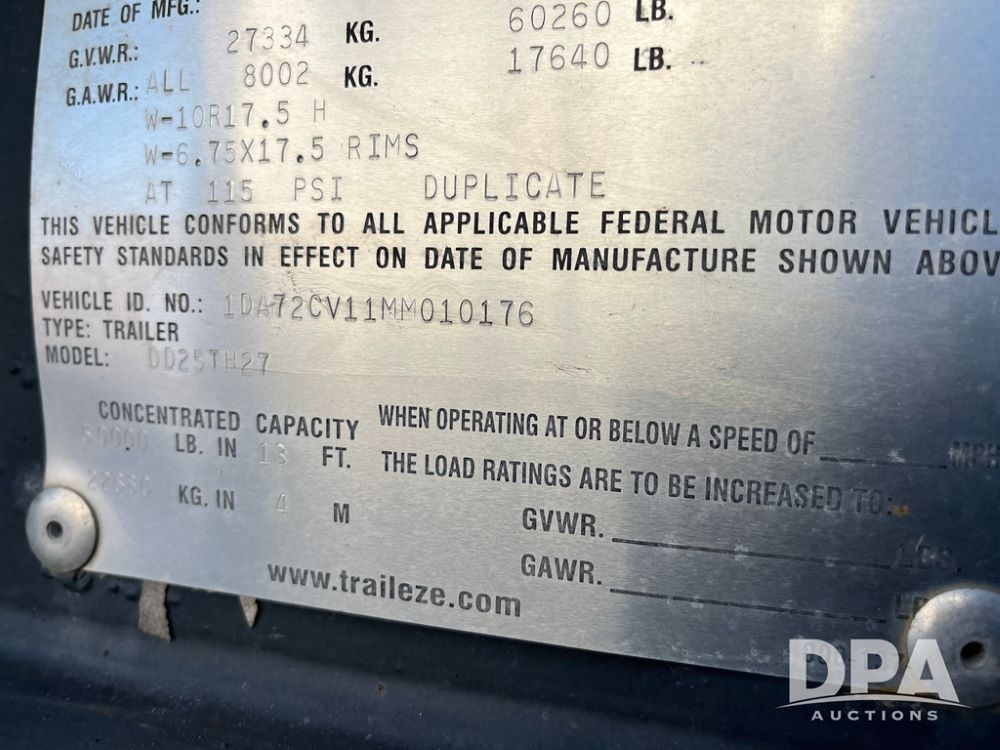 DATE OF MFG.:
G.V.W.R.: 27334 KG. 60260 LB.
G.A.W.R.: ALL 8002 KG. 17640 LB.
W-10R17.5 H
W-6.75X17.5 RIMS
AT 115 PSI DUPLICATE
THIS VEHICLE CONFORMS TO ALL APPLICABLE FEDERAL MOTOR VEHICL
SAFETY STANDARDS IN EFFECT ON DATE OF MANUFACTURE SHOWN ABOV
VEHICLE ID. NO.: 1DA72CV11MM010176
TYPE: TRAILER
MODEL: DD25TH27
CONCENTRATED CAPACITY
LB. IN 13 FT.
KG. IN 4 M
WHEN OPERATING AT OR BELOW A SPEED OF MPH
THE LOAD RATINGS ARE TO BE INCREASED TO:
GVWR. LBS.
GAWR.
www.traileze.com
DPA
AUCTIONS